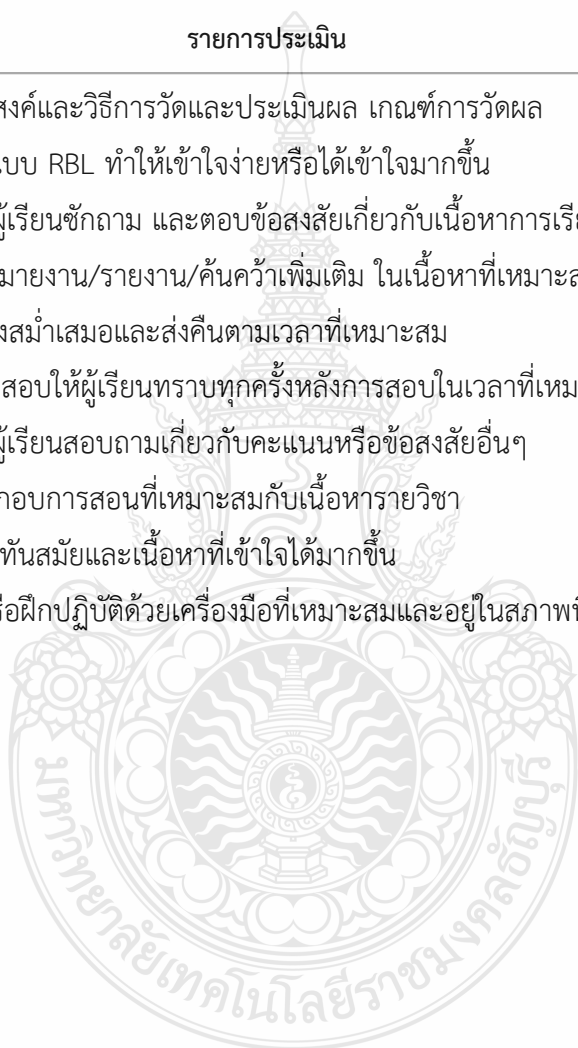 รายการประเมิน
สงค์และวิธีการวัดและประเมินผล เกณฑ์การวัดผล
แบบ RBL ทำให้เข้าใจง่ายหรือได้เข้าใจมากขึ้น
ผู้เรียนซักถาม และตอบข้อสงสัยเกี่ยวกับเนื้อหาการเรีย
มายงาน/รายงาน/ค้นคว้าเพิ่มเติม ในเนื้อหาที่เหมาะส
งสม่ำเสมอและส่งคืนตามเวลาที่เหมาะสม
สอบให้ผู้เรียนทราบทุกครั้งหลังการสอบในเวลาที่เหม
ผู้เรียนสอบถามเกี่ยวกับคะแนนหรือข้อสงสัยอื่นๆ
กอบการสอนที่เหมาะสมกับเนื้อหารายวิชา
ทันสมัยและเนื้อหาที่เข้าใจได้มากขึ้น
รือฝึกปฏิบัติด้วยเครื่องมือที่เหมาะสมและอยู่ในสภาพ
มหาวิทยาลัยเทคโนโลยีราชมงคลธัญบุรี